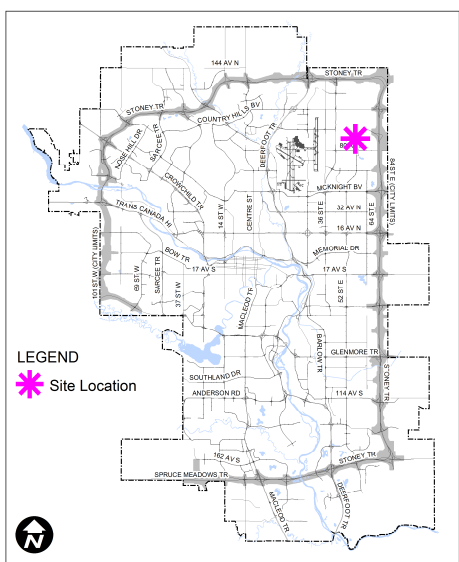 144 AV N
STONEY TR
STONEY TR
COUNTRY HILLS BV
NOSE HILL DR
SARCEE TR
DEERFOOT TR
80
CROWCHILD TR
MCKNIGHT BV
84 ST E (CITY LIMITS)
TRANS CANADA HI
14 ST W
CENTRE ST
36 ST E
32 AV N
64 ST E
16 AV N
BOW TR
MEMORIAL DR
101 ST W (CITY LIMITS)
69 ST W
SARCEE TR
37 ST W
17 AV S
17 AV S
52 ST E
MACLEOD TR
BARLOW TR
GLENMORE TR
LEGEND
Site Location
SOUTHLAND DR
STONEY TR
ANDERSON RD
114 AV S
162 AV S
STONEY TR
SPRUCE MEADOWS TR
MACLEOD TR
DEERFOOT TR
N